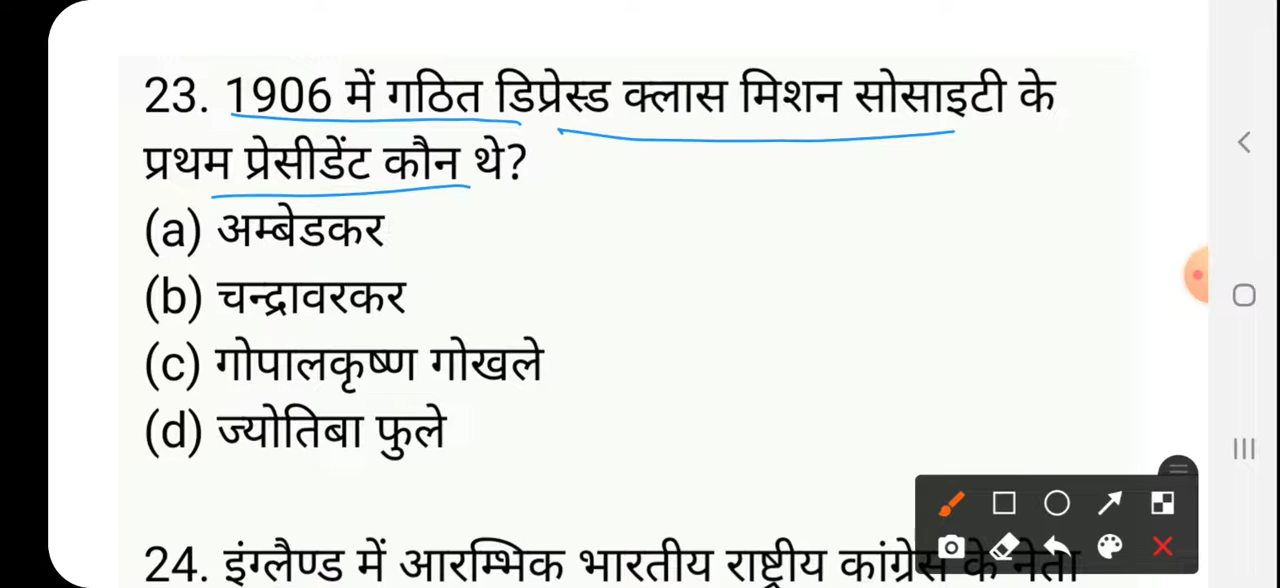 23. 1906 में गठित डिप्रेस्ड क्लास मिशन सोसाइटी के
प्रथम प्रेसीडेंट कौन थे?
(a) अम्बेडकर
(b) चन्द्रावरकर
(c) गोपालकृष्ण गोखले
(d) ज्योतिबा फुले
24. इंग्लैण्ड में आरम्भिक भारतीय राष्ट्रीय कांग्रेस के नेता